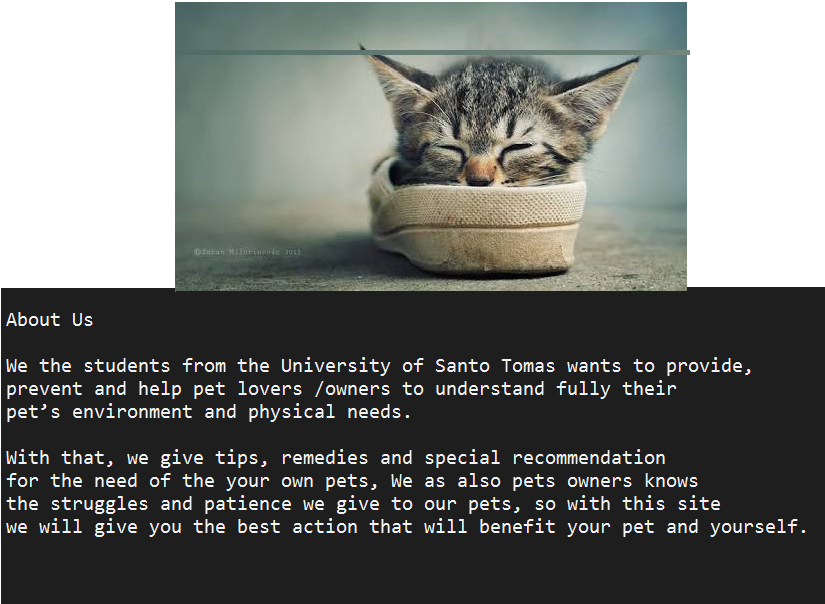 ©Zoran Milutinovic 2013
About Us
We the students from the University of Santo Tomas wants to provide,
prevent and help pet lovers /owners to understand fully their
pet’s environment and physical needs.
With that, we give tips, remedies and special recommendation
for the need of the your own pets, We as also pets owners knows
the struggles and patience we give to our pets, so with this site
we will give you the best action that will benefit your pet and yourself.